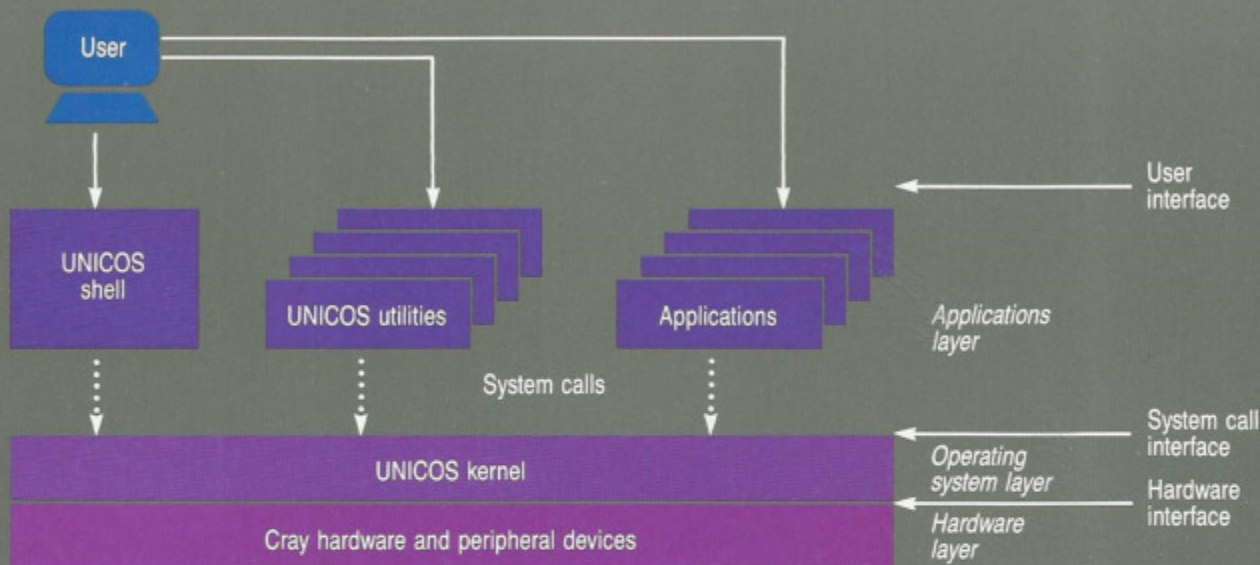 User
User
interface
UNICOS
shell
UNICOS utilities
Applications
Applications
layer
System calls
System call
interface
UNICOS kernel
Operating
system layer
Hardware
interface
Cray hardware and peripheral devices
Hardware
layer